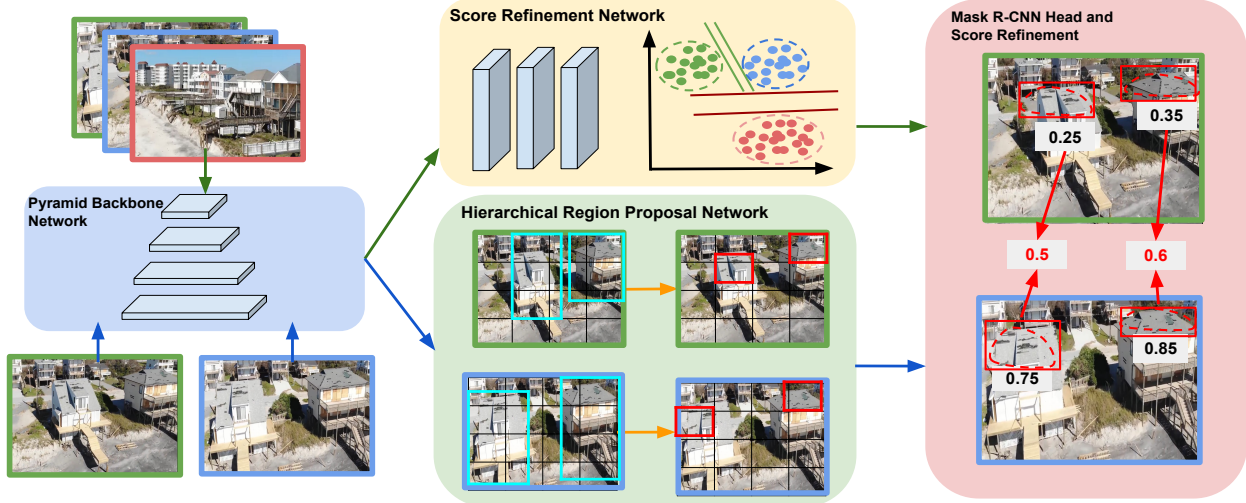 Score Refinement Network
Mask R-CNN Head and
Score Refinement
Pyramid Backbone
Network
Hierarchical Region Proposal Network
0.25
0.35
0.5
0.6
0.75
0.85